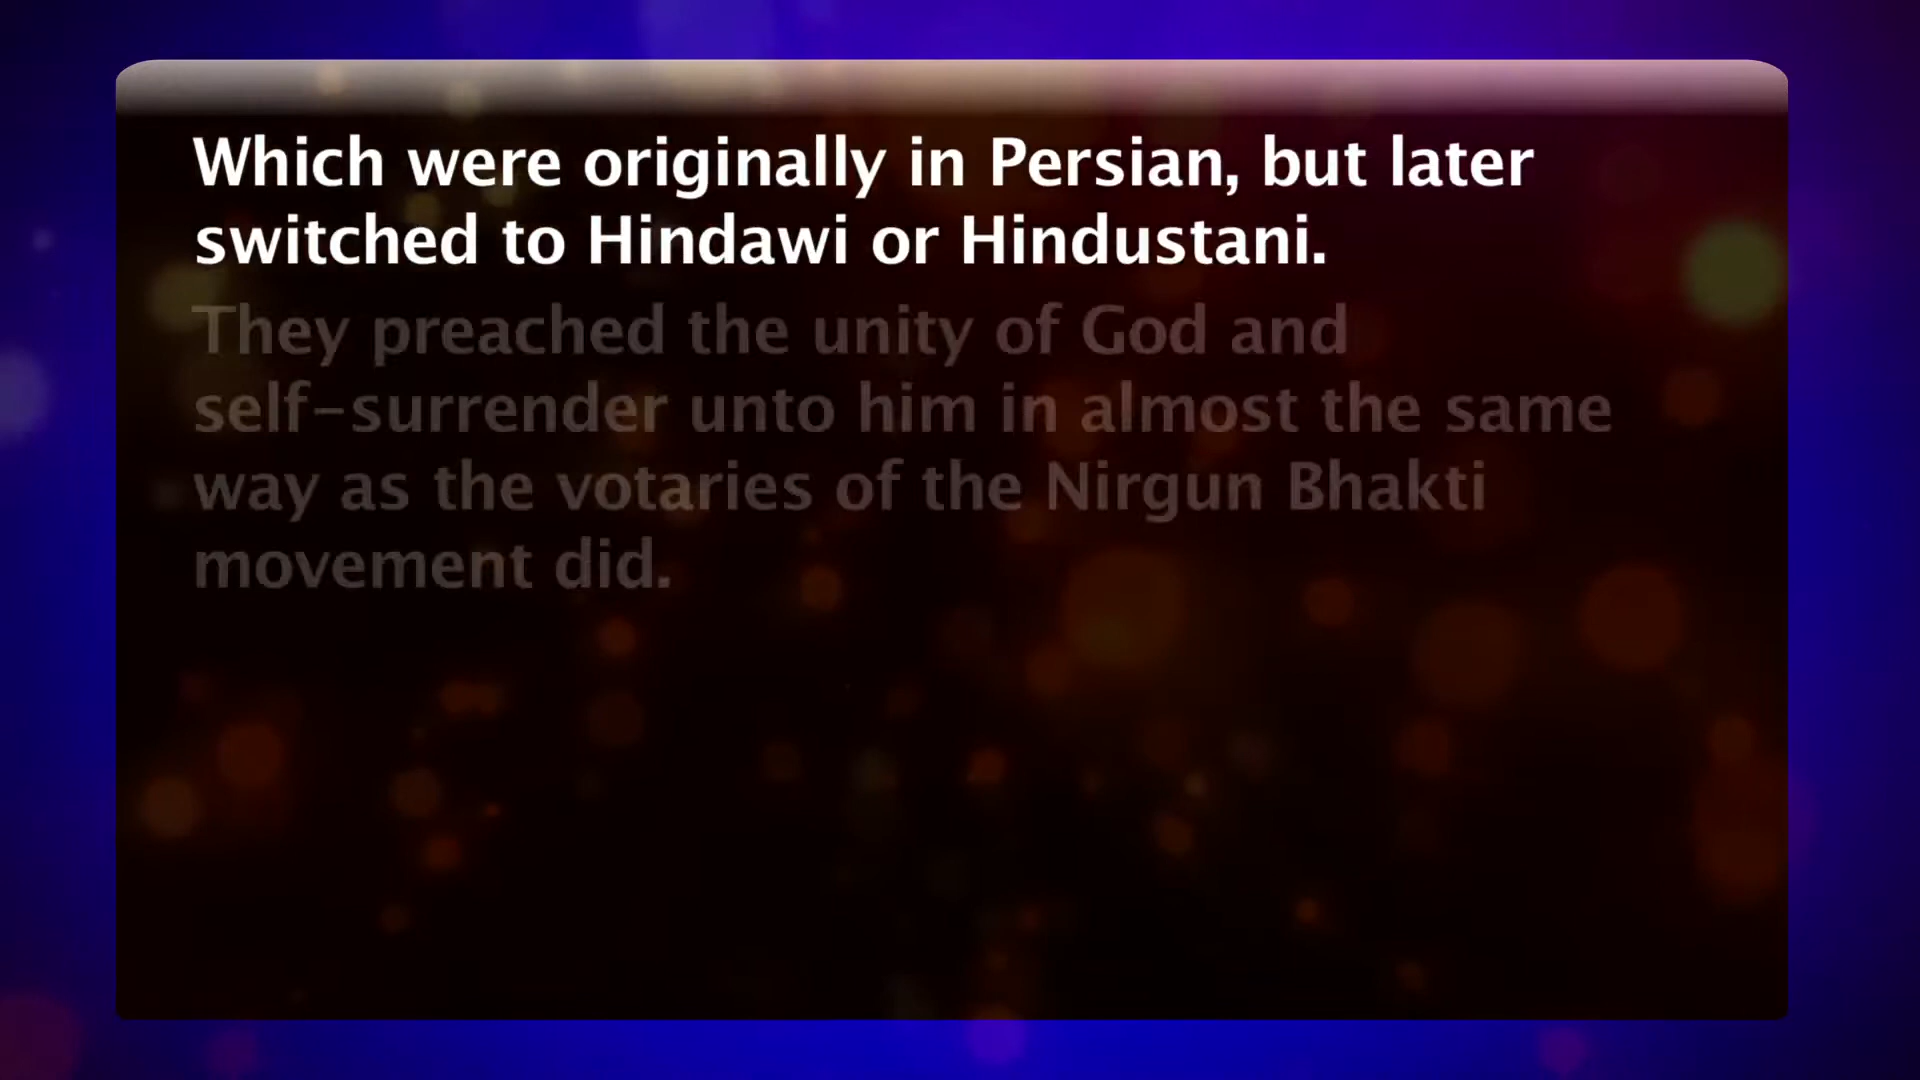 Which were originally in Persian, but later
switched to Hindawi or Hindustani.
They preached the unity of God and
self-surrender unto him in almost the same
way as the votaries of the Nirgun Bhakti
movement did.